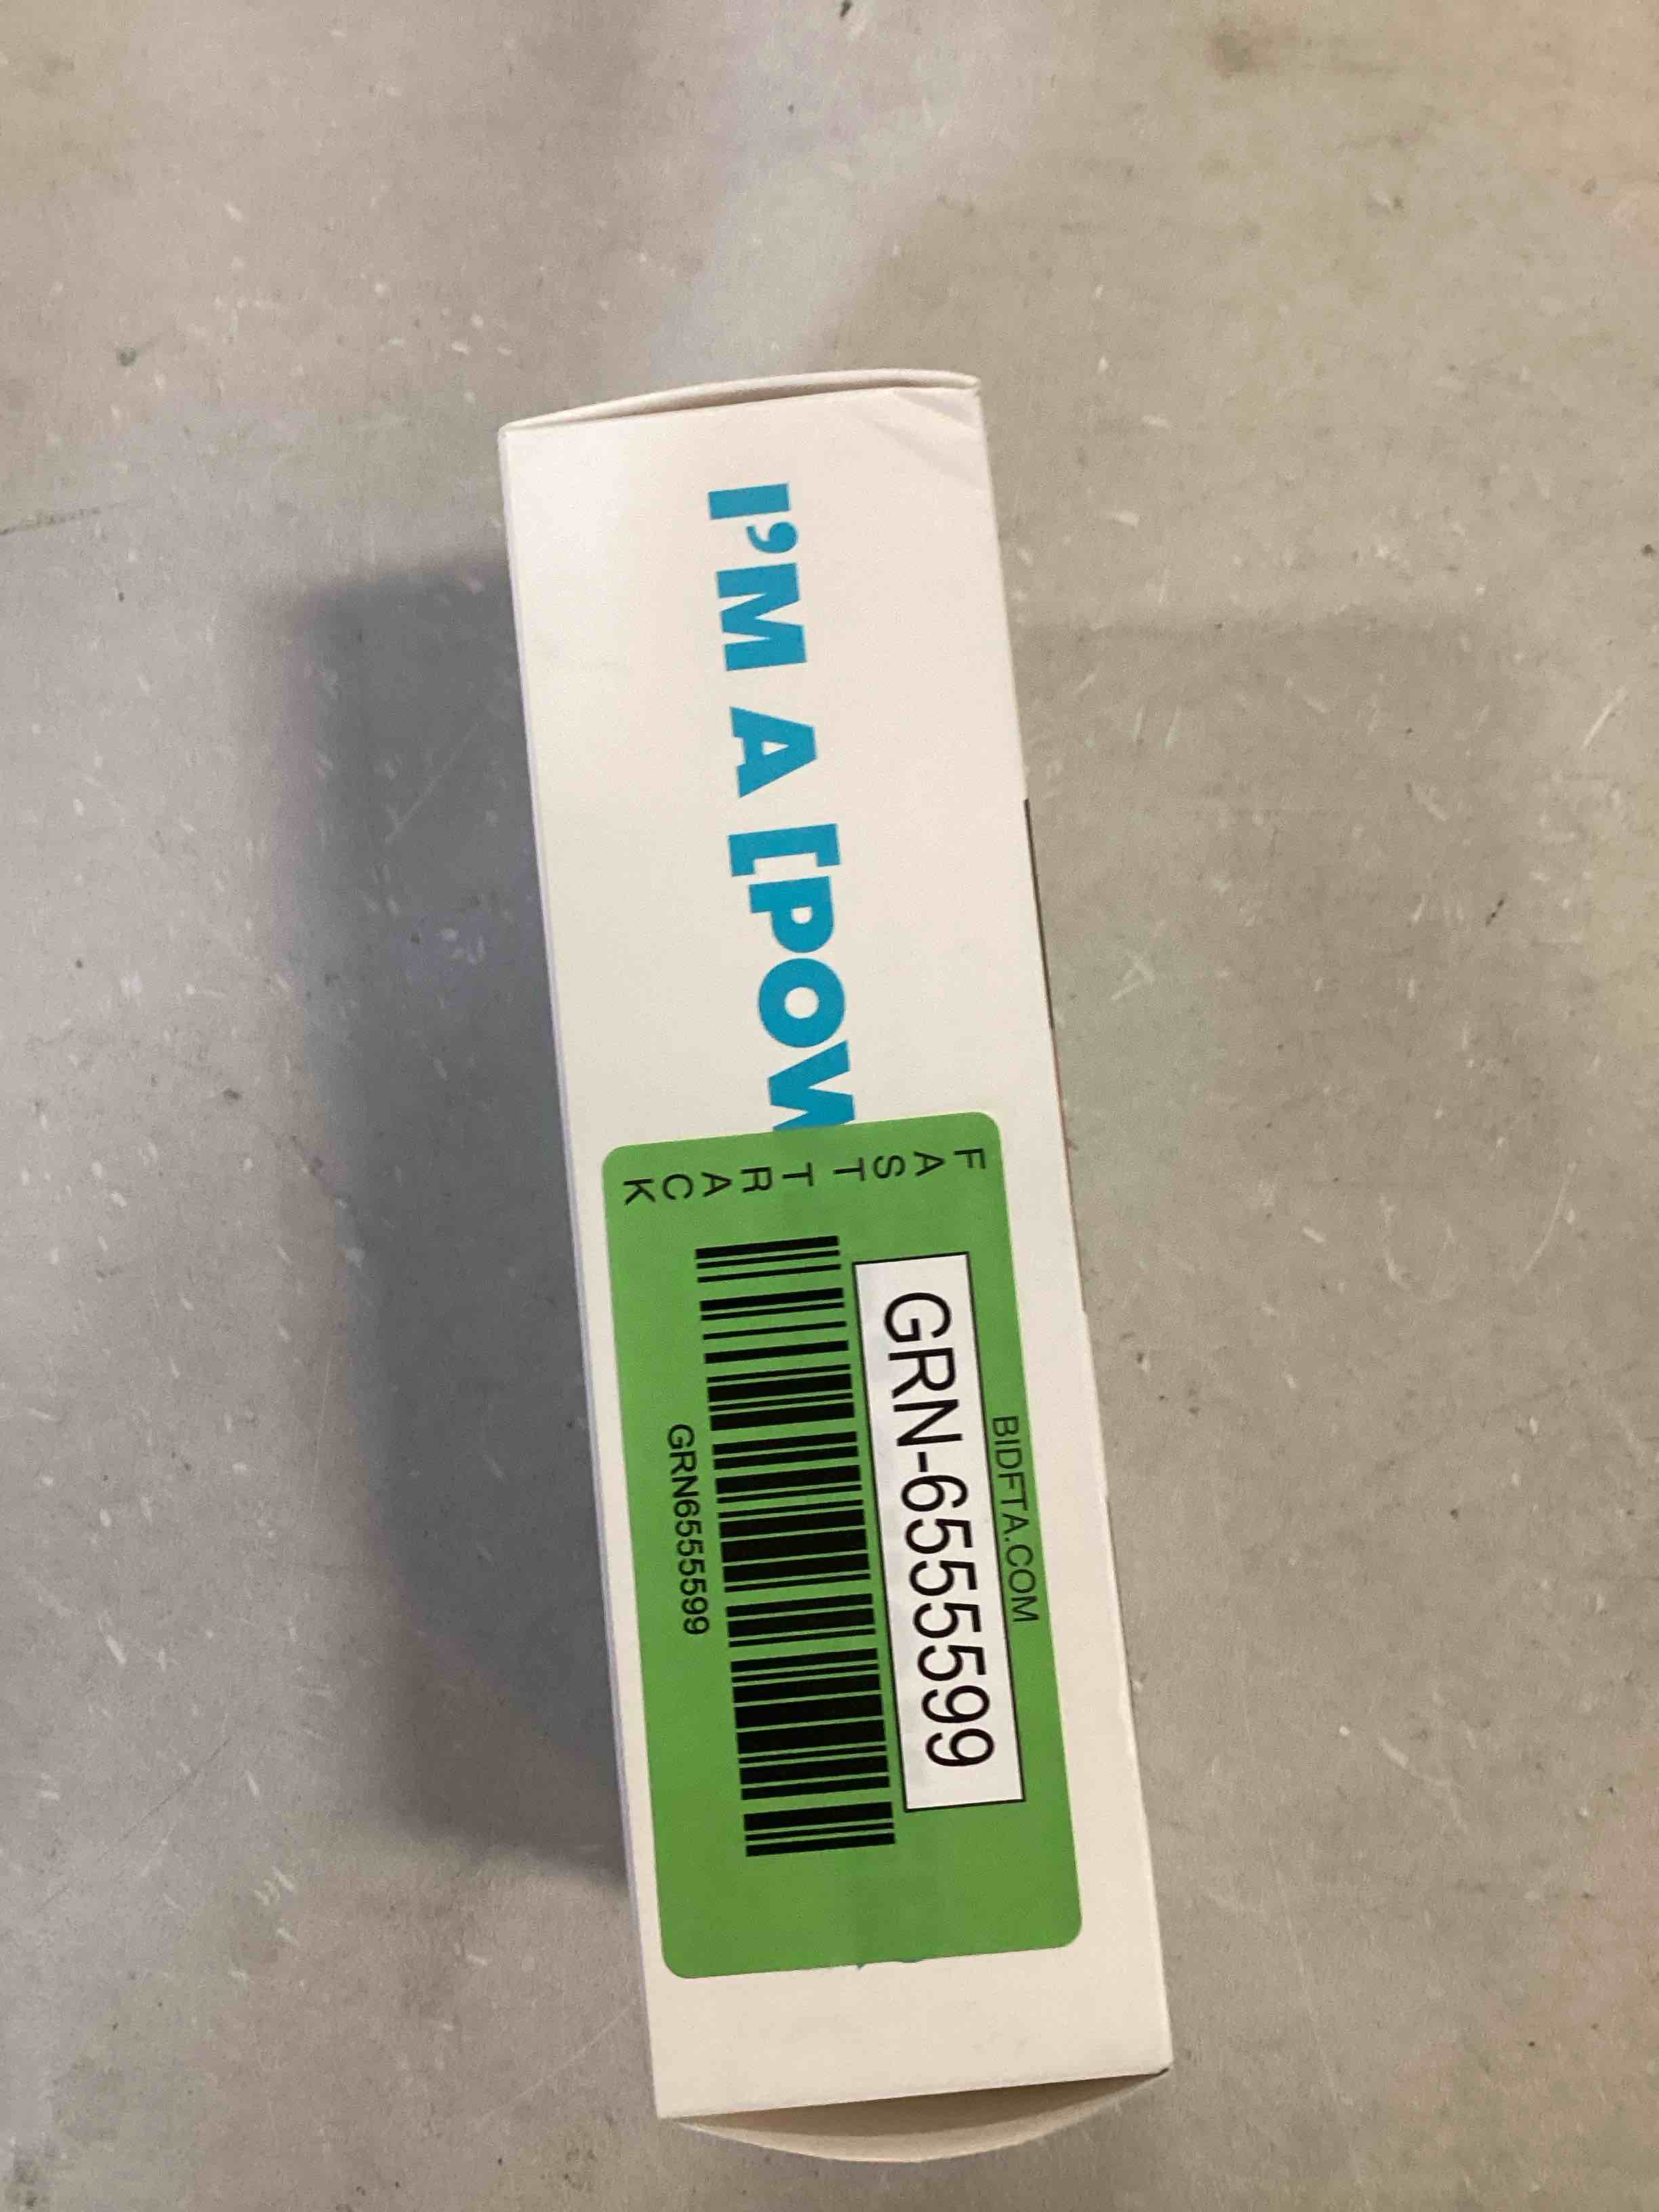 I'M A [POW
FAST TRACK
BIDFTA.COM
GRN-6555599
GRN6555599